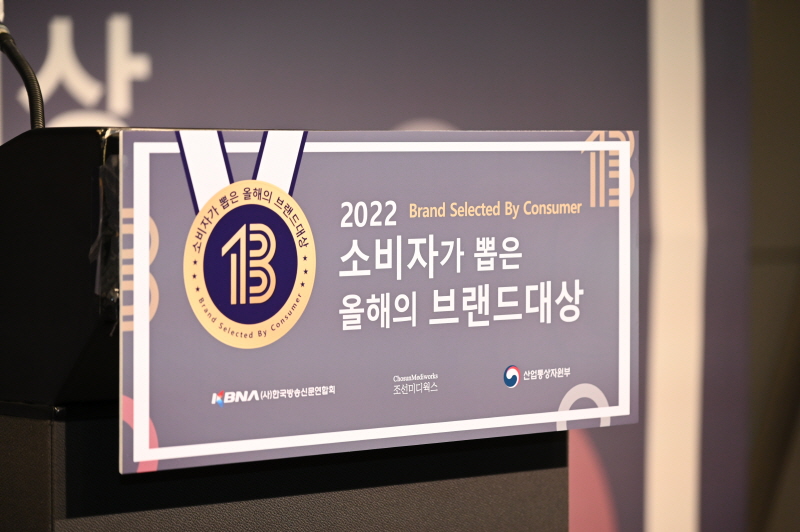 상
소비자가 뽑은 올해의 브랜드대상
1B
Brand Selected By Consumer
2022 Brand Selected By Consumer
소비자가 뽑은
올해의 브랜드대상
KBNA (사)한국방송신문연합회
ChosunMediworks
조선미디웍스
산업통상자원부